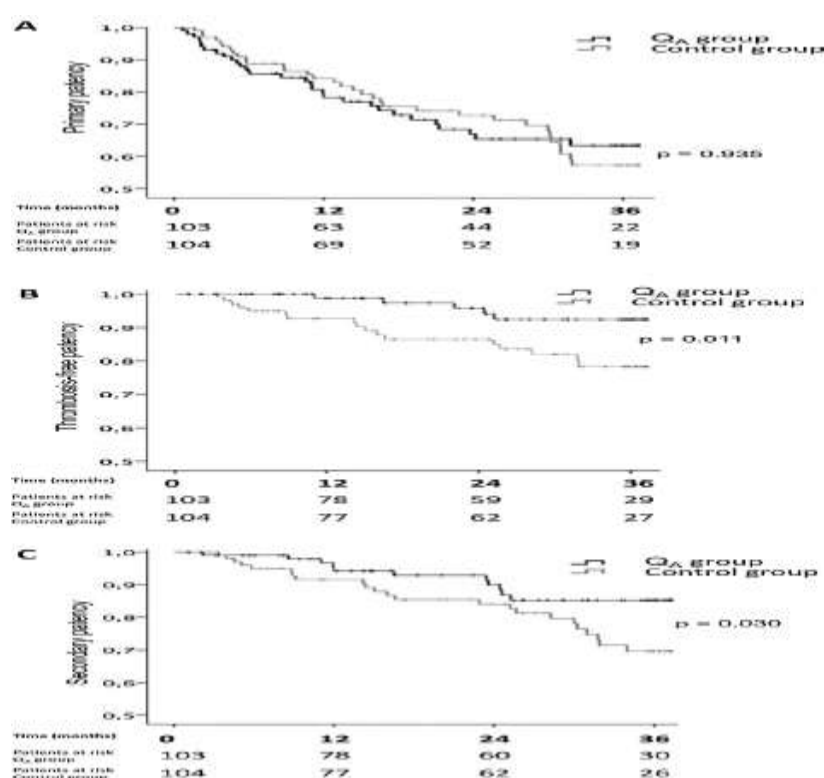 A
1,0
0,9
0,8
0,7
0,6
0,5
Primary patency
QA group
Control group
p = 0.935
Time (months) 0 12 24 36
Patients at risk
QA group 103 63 44 22
Patients at risk
Control group 104 69 52 19
B
1,0
0,9
0,8
0,7
0,6
0,5
Thrombosis-free patency
QA group
Control group
p = 0.011
Time (months) 0 12 24 36
Patients at risk
QA group 103 78 59 29
Patients at risk
Control group 104 77 62 27
C
1,0
0,9
0,8
0,7
0,6
0,5
Secondary patency
QA group
Control group
p = 0.030
Time (months) 0 12 24 36
Patients at risk
QA group 103 78 60 30
Patients at risk
Control group 104 77 62 26